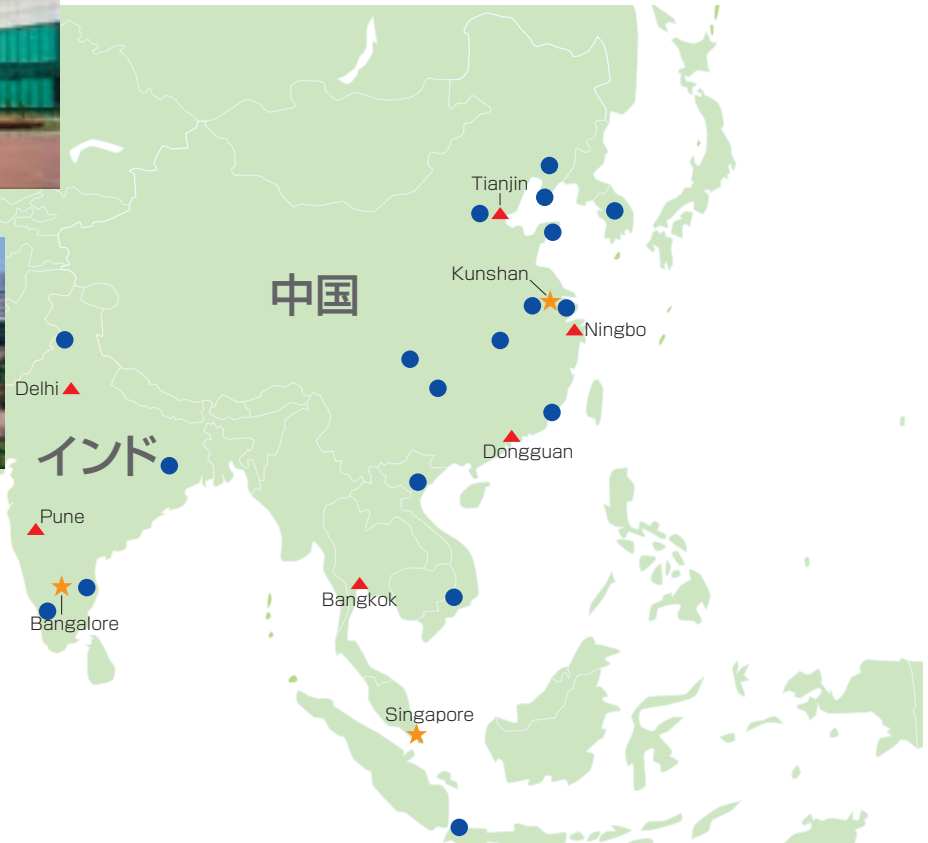 Tianjin
Kunshan
中国
Ningbo
Delhi
インド
Dongguan
Pune
Bangkok
Bangalore
Singapore